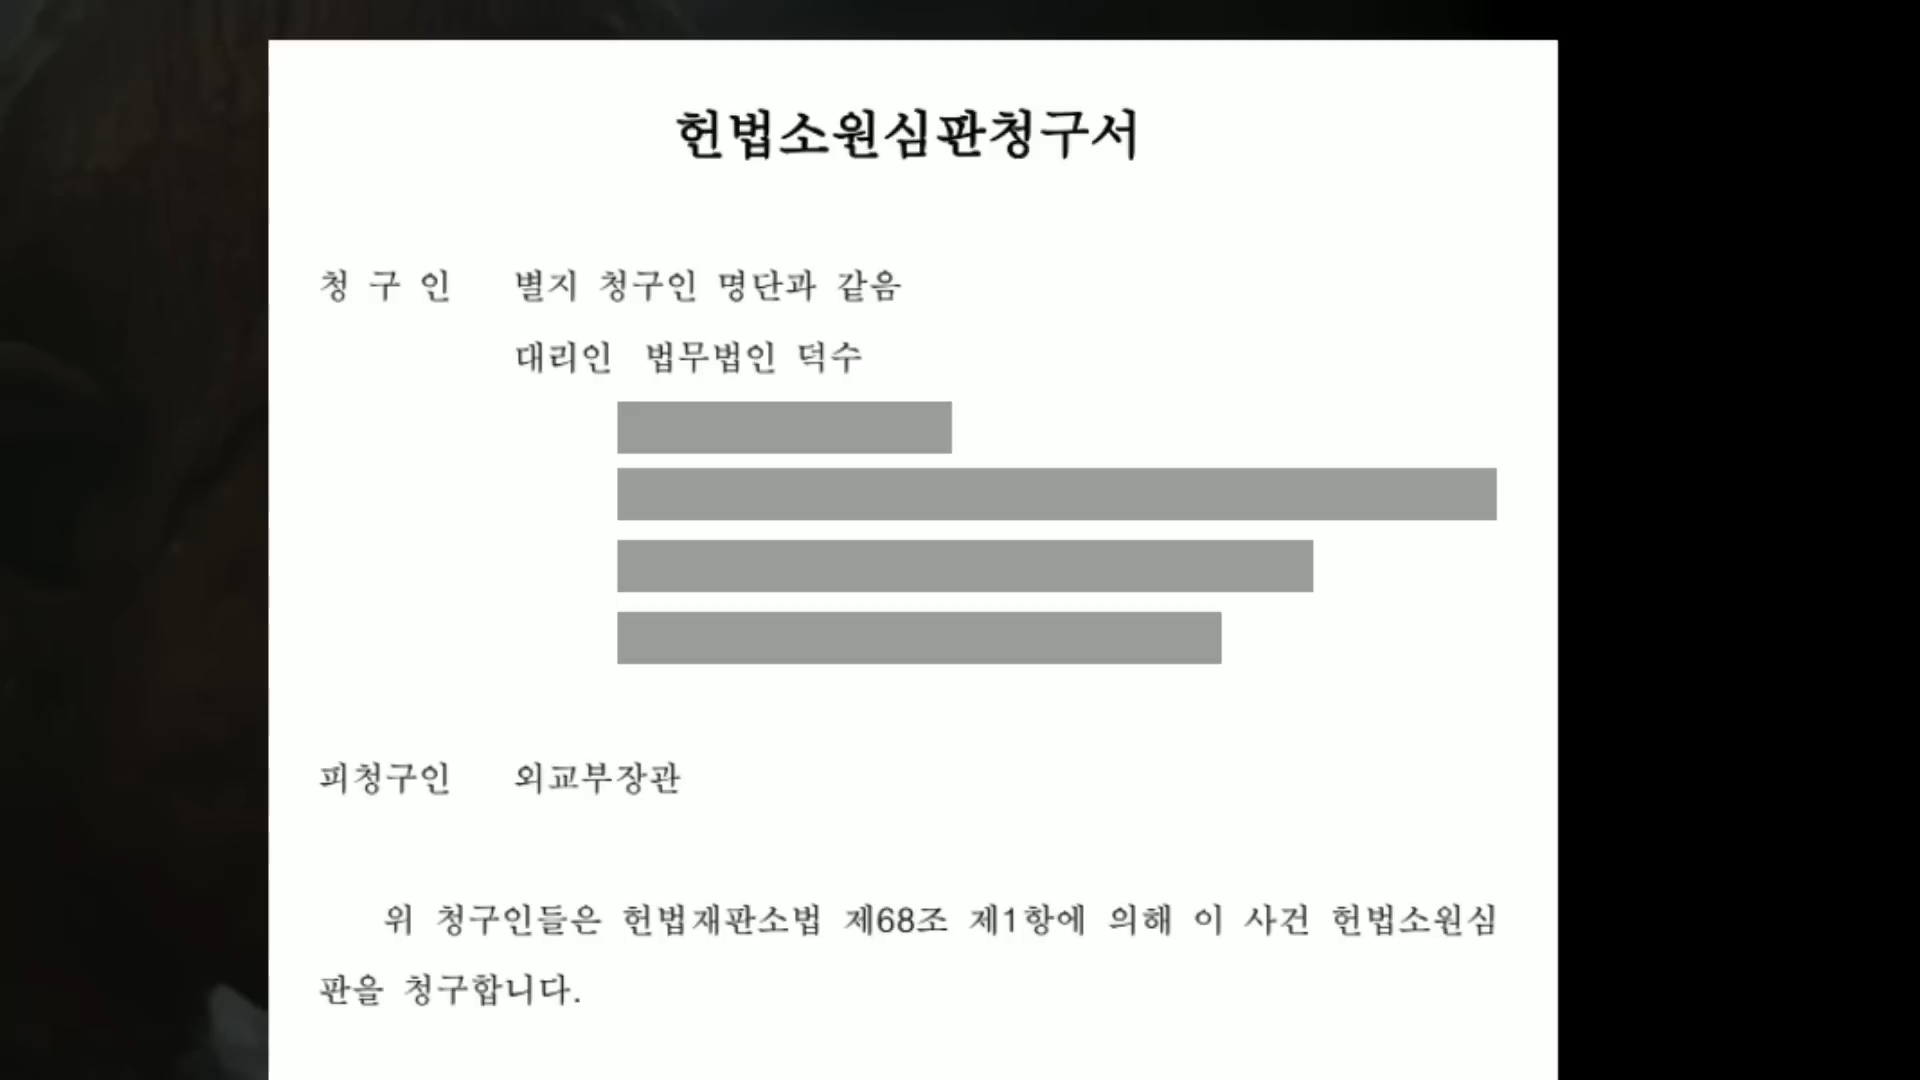 헌법소원심판청구서
청 구 인 별지 청구인 명단과 같음
대리인 법무법인 덕수
피청구인 외교부장관
위 청구인들은 헌법재판소법 제68조 제1항에 의해 이 사건 헌법소원심
판을 청구합니다.